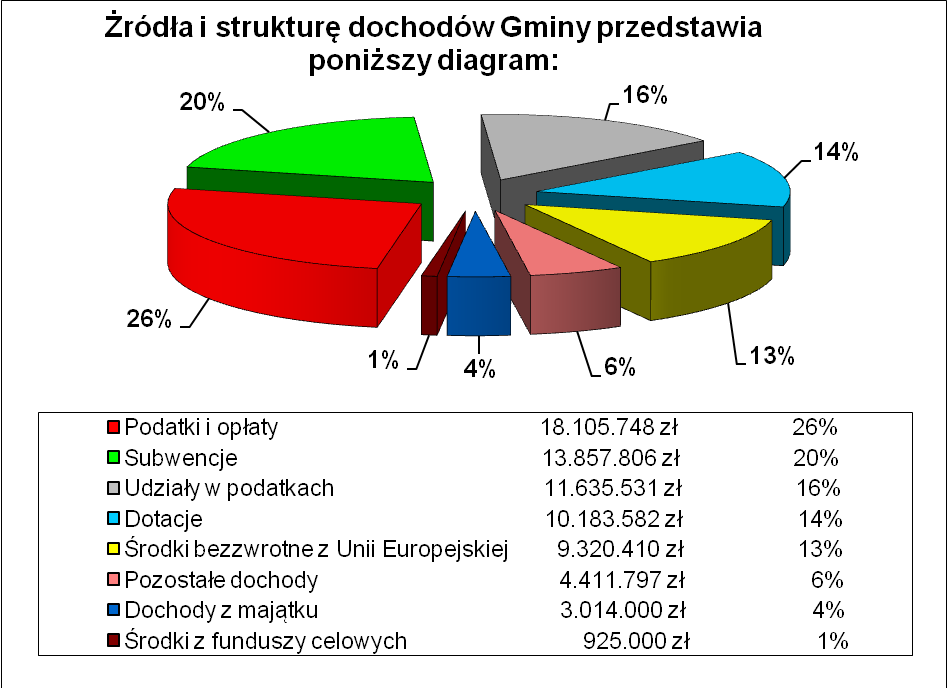 Źródła i strukturę dochodów Gminy przedstawia
poniższy diagram:
20%
16%
14%
26%
1%
4%
6%
13%
Podatki i opłaty 18.105.748 zł 26%
Subwencje 13.857.806 zł 20%
Udziały w podatkach 11.635.531 zł 16%
Dotacje 10.183.582 zł 14%
Środki bezzwrotne z Unii Europejskiej 9.320.410 zł 13%
Pozostałe dochody 4.411.797 zł 6%
Dochody z majątku 3.014.000 zł 4%
Środki z funduszy celowych 925.000 zł 1%